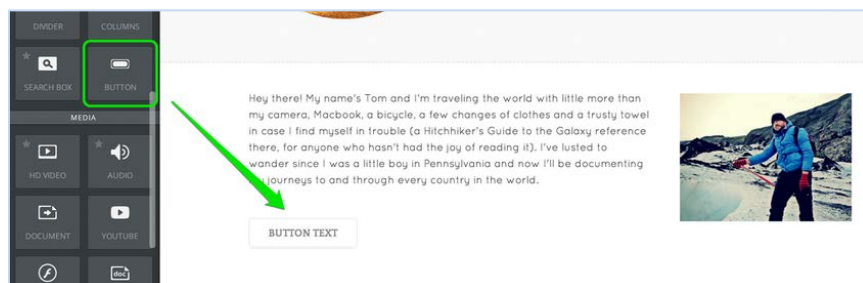 DIVIDER
COLUMNS
SEARCH BOX
BUTTON
MEDIA
HD VIDEO
AUDIO
DOCUMENT
YOUTUBE
doc
Hey there! My name's Tom and I'm traveling the world with little more than
my camera, Macbook, a bicycle, a few changes of clothes and a trusty towel
in case I find myself in trouble (a Hitchhiker's Guide to the Galaxy reference
there, for anyone who hasn't had the joy of reading it). I've lusted to
wander since I was a little boy in Pennsylvania and now I'll be documenting
journeys to and through every country in the world.
BUTTON TEXT